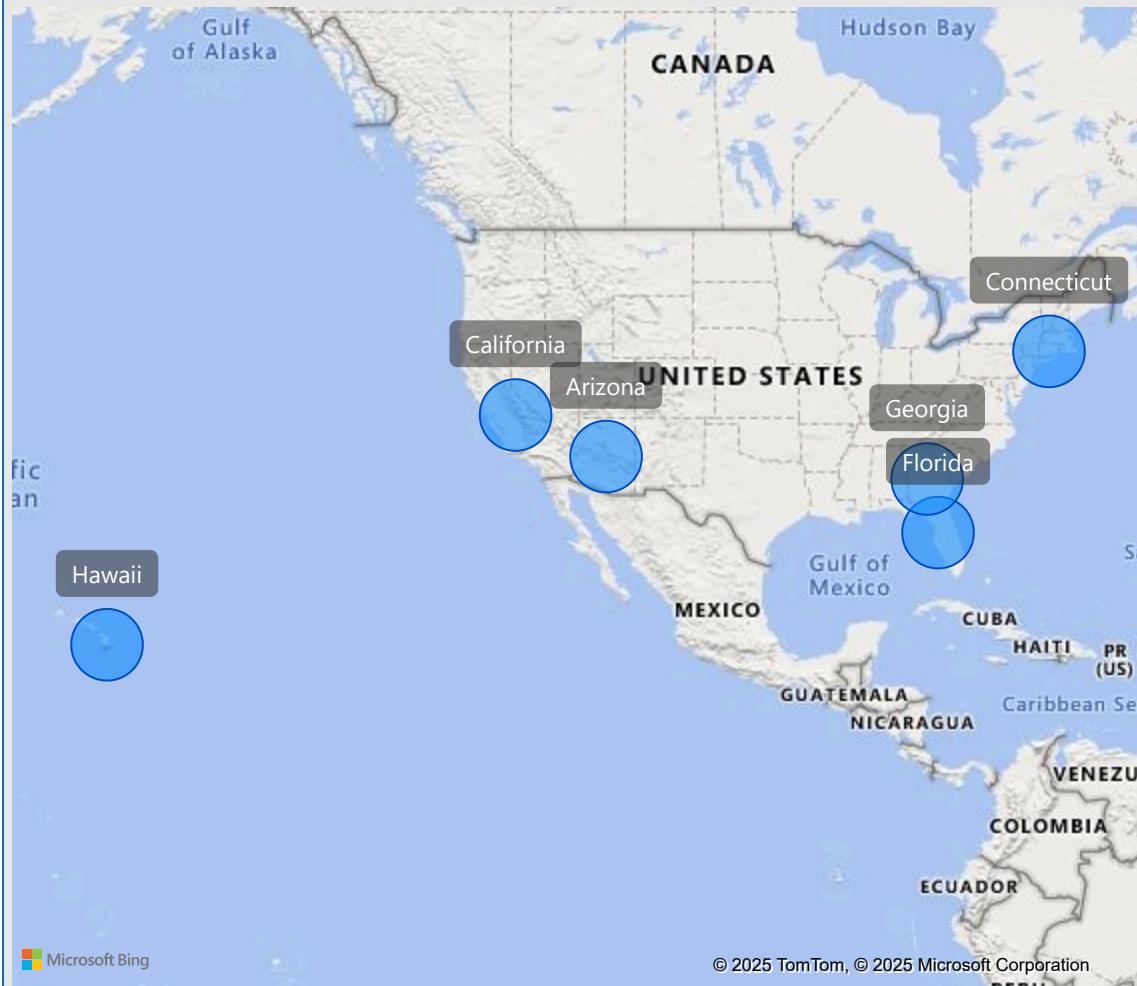 Gulf
of Alaska
Hudson Bay
CANADA
Connecticut
California
Arizona
UNITED STATES
Georgia
Florida
fic
an
Gulf of
Mexico
Hawaii
MEXICO
CUBA
HAITI
PR
(US)
GUATEMALA
Caribbean Se
NICARAGUA
VENEZU
COLOMBIA
ECUADOR
Microsoft Bing
© 2025 TomTom, © 2025 Microsoft Corporation